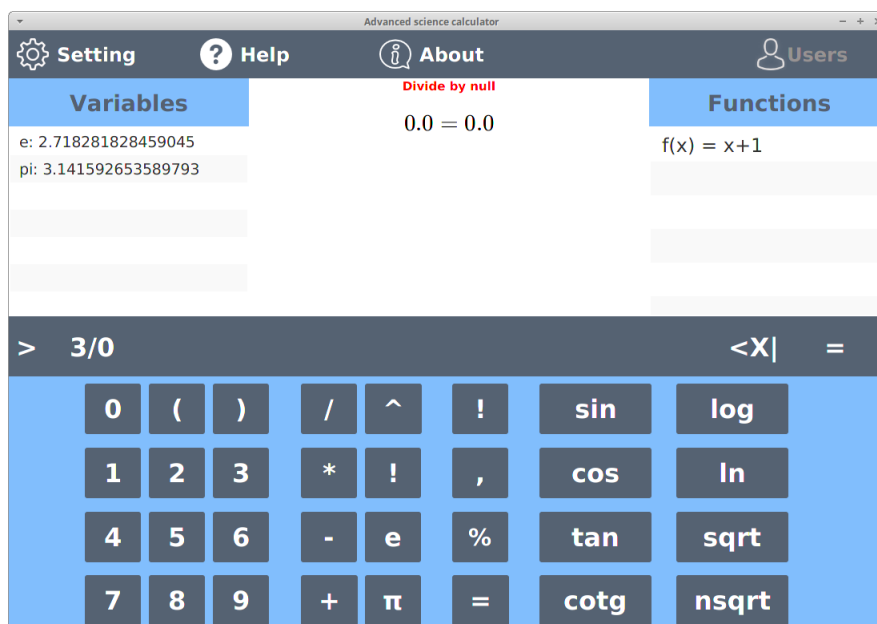 Advanced science calculator
Setting Help About Users
Variables
e: 2.718281828459045
pi: 3.141592653589793
Divide by null
0.0 = 0.0
Functions
f(x) = x+1
> 3/0 <X| =
0 ( ) / ^ ! sin log
1 2 3 * ! , cos ln
4 5 6 - e % tan sqrt
7 8 9 + π = cotg nsqrt